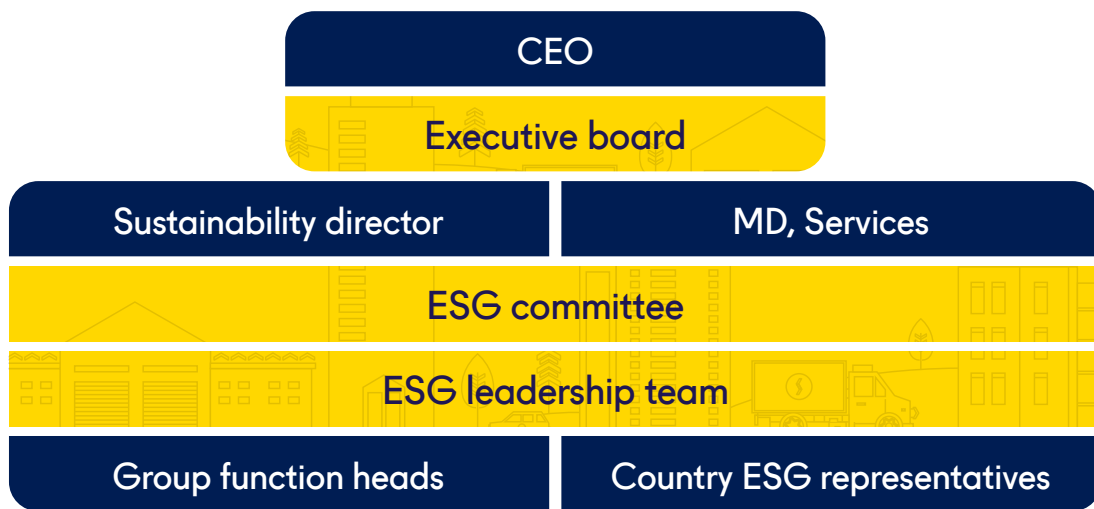 CEO
Executive board
Sustainability director
MD, Services
ESG committee
ESG leadership team
Group function heads
Country ESG representatives